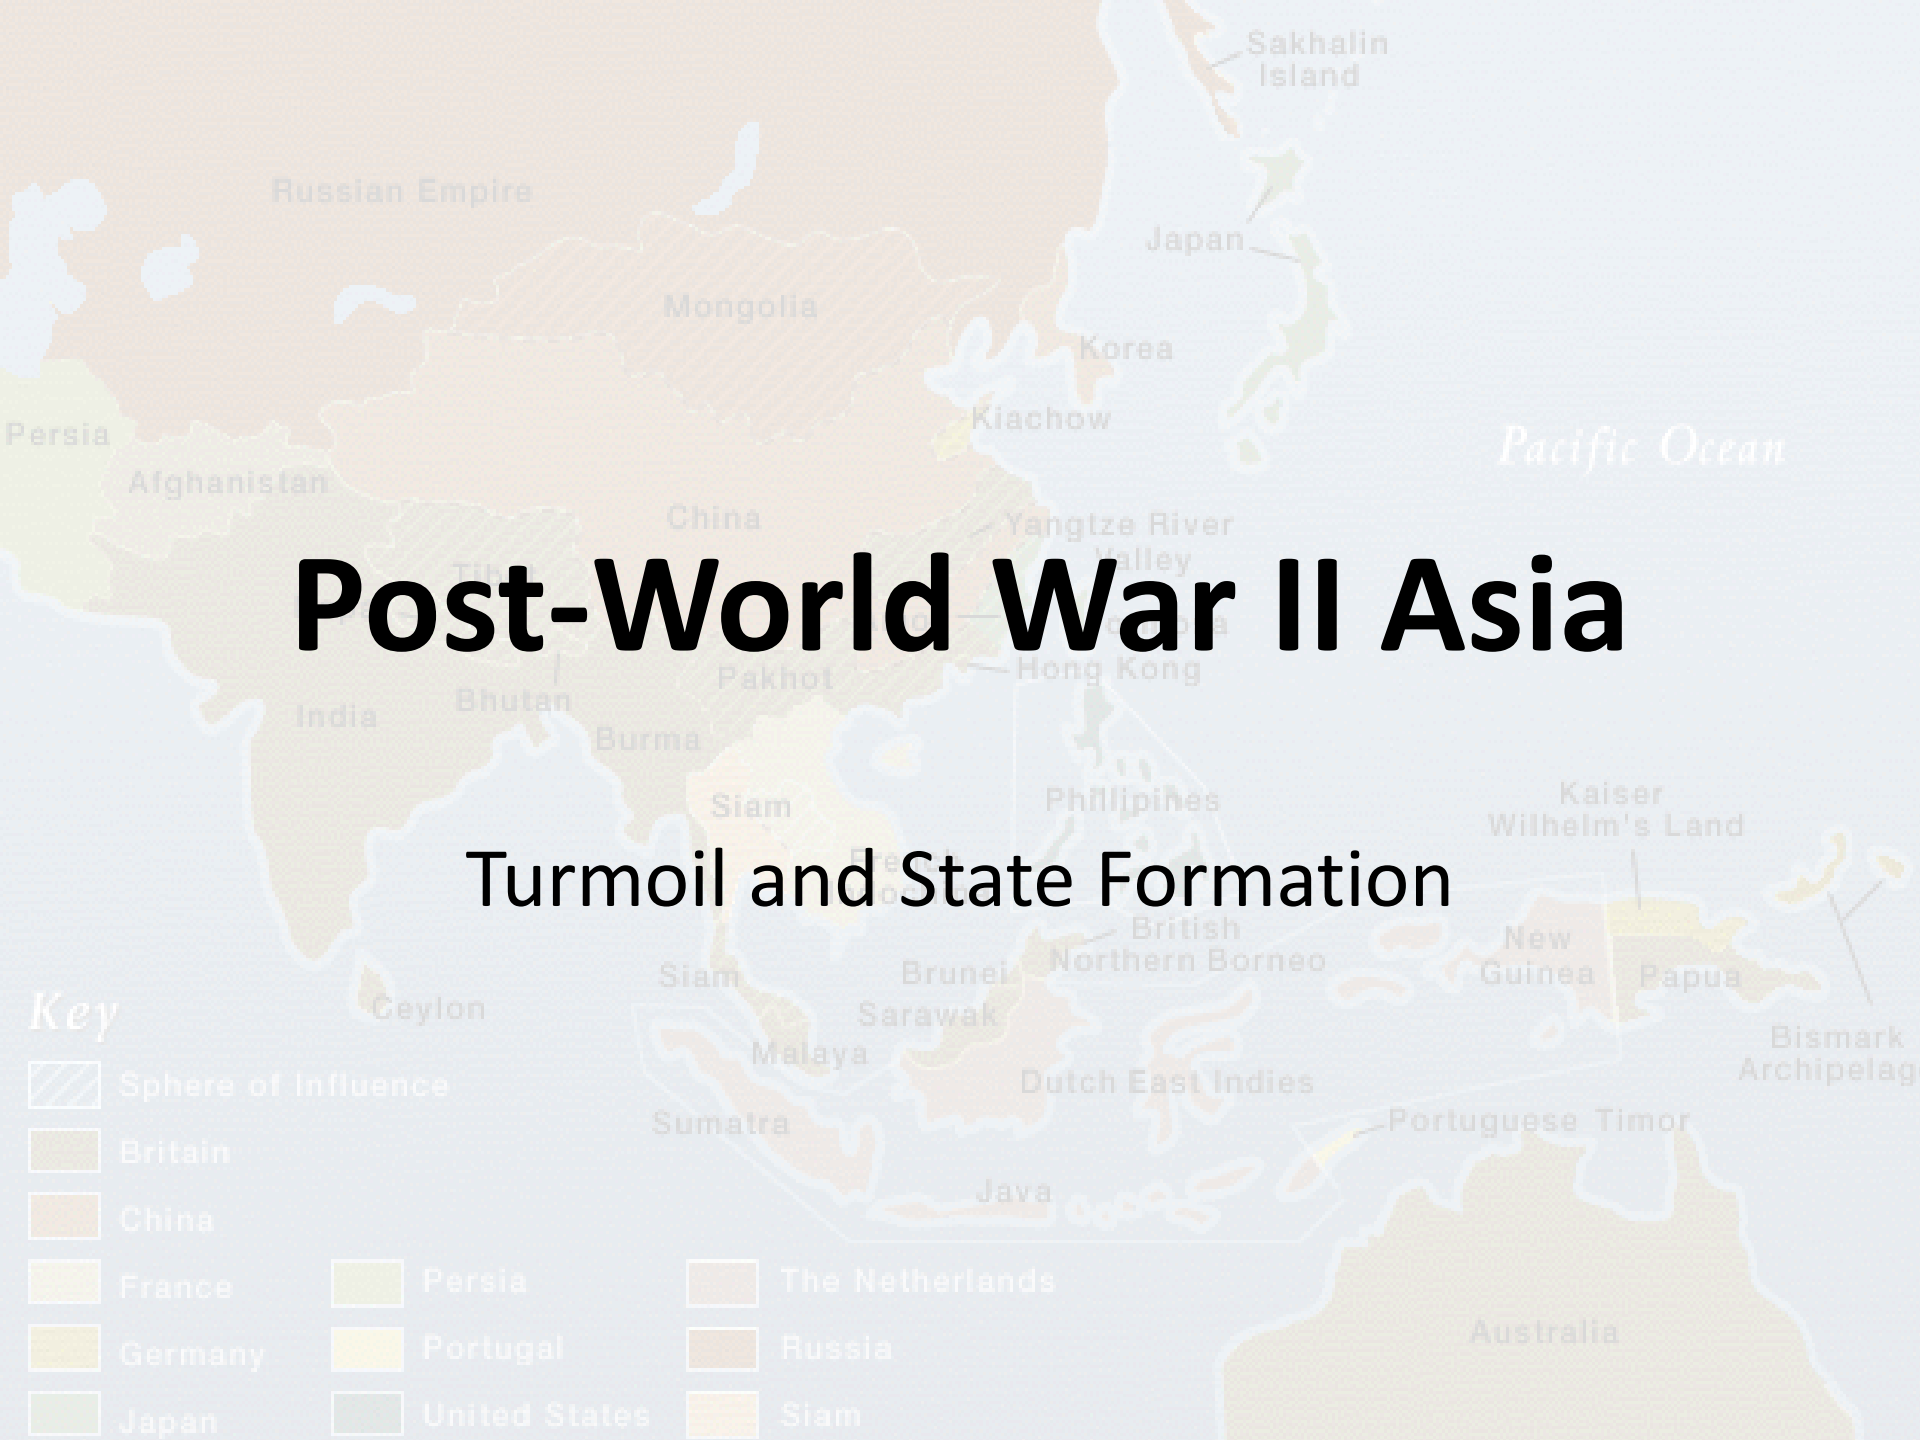 Sakhalin
Island
Russian Empire
Japan
Mongolia
Korea
Persia
Kiachow
Pacific Ocean
Afghanistan
China
Yangtze River
Valley
Post-World War II Asia
Hong Kong
Pakhot
Bhutan
India
Burma
Siam
Phillipines
Kaiser
Wilhelm's Land
Turmoil and State Formation
British
Northern Borneo
New
Guinea
Papua
Siam
Brunei
Key
Ceylon
Sarawak
Malaya
Bismark
Archipelag
Sphere of Influence
Dutch East Indies
Sumatra
Portuguese Timor
Britain
Java
China
France
Persia
The Netherlands
Germany
Portugal
Russia
Australia
Japan
United States
Siam